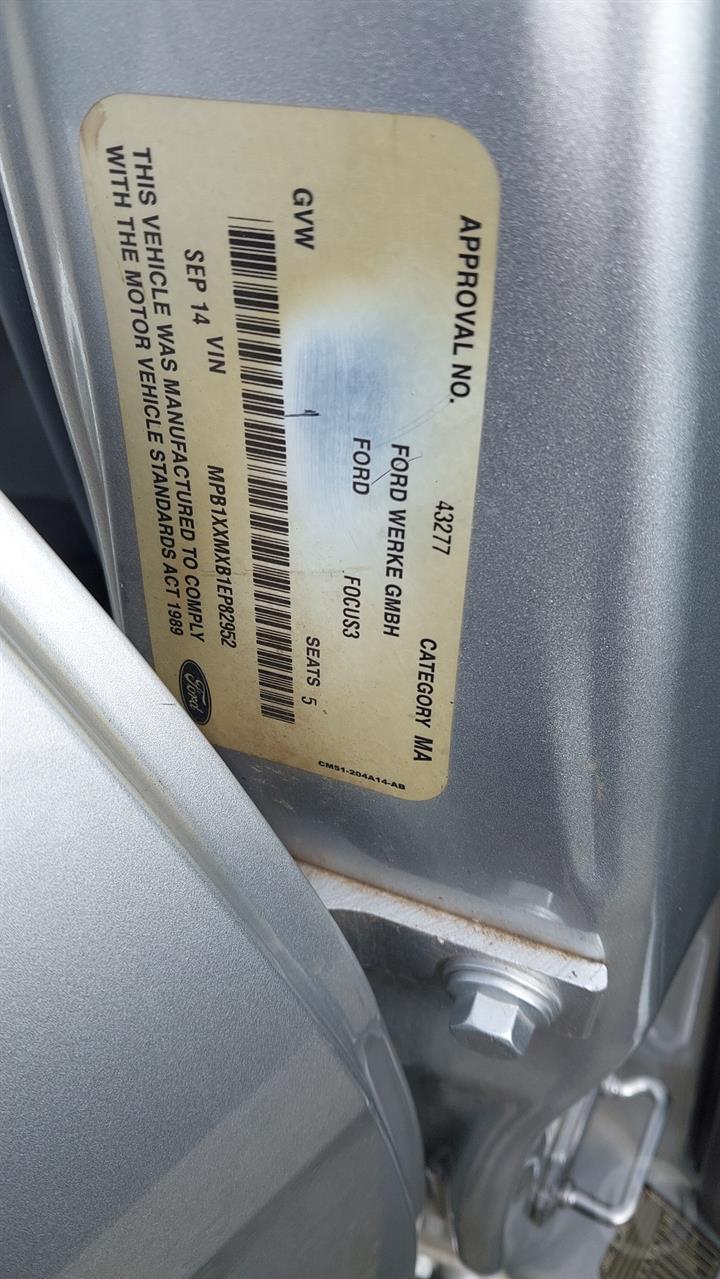 APPROVAL NO. 43277 CATEGORY MA
FORD WERKE GMBH
FORD FOCUS3
GVW SEATS 5
SEP 14 VIN MPB1XXMXB1EP82952
THIS VEHICLE WAS MANUFACTURED TO COMPLY
WITH THE MOTOR VEHICLE STANDARDS ACT 1989
Ford
CM51-204A14-AB